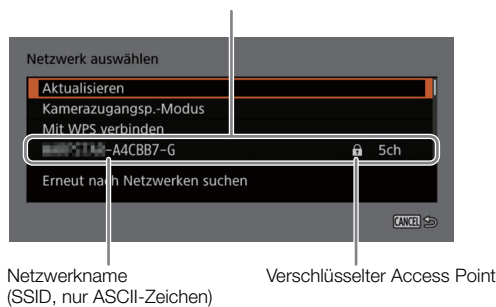 Netzwerk auswählen
Aktualisieren
Kamerazugangsp.-Modus
Mit WPS verbinden
-A4CBB7-G 5ch
Erneut nach Netzwerken suchen
CANCEL
Netzwerkname
(SSID, nur ASCII-Zeichen)
Verschlüsselter Access Point